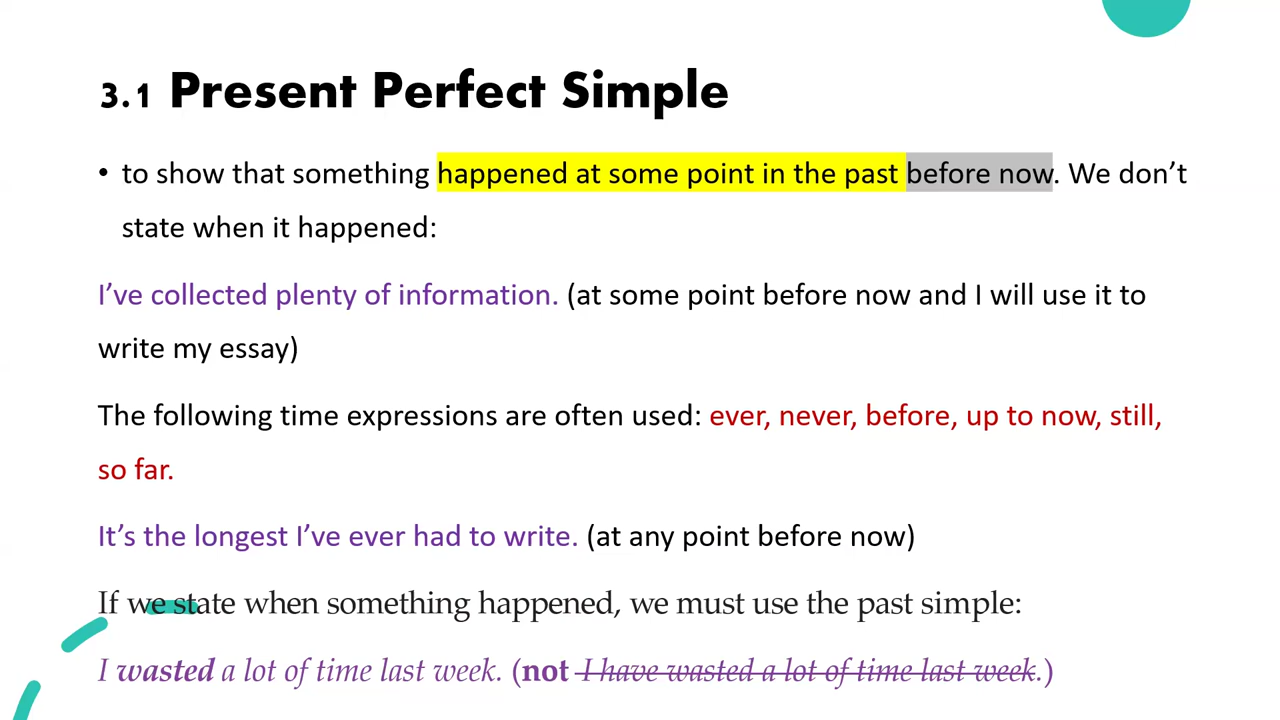 3.1 Present Perfect Simple
• to show that something happened at some point in the past before now. We don’t
state when it happened:
I’ve collected plenty of information. (at some point before now and I will use it to
write my essay)
The following time expressions are often used: ever, never, before, up to now, still,
so far.
It’s the longest I’ve ever had to write. (at any point before now)
If we state when something happened, we must use the past simple:
I wasted a lot of time last week. (not I have wasted a lot of time last week.)